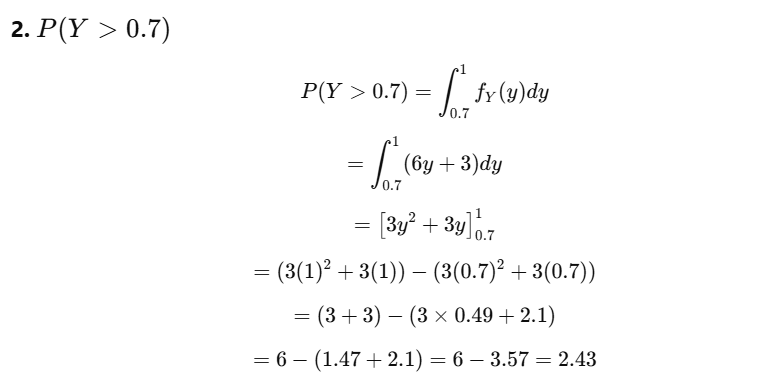 2. P(Y > 0.7)
P(Y > 0.7) = ∫_{0.7}^{1} f_Y(y)dy
= ∫_{0.7}^{1} (6y + 3)dy
= [3y² + 3y]_{0.7}^{1}
= (3(1)² + 3(1)) − (3(0.7)² + 3(0.7))
= (3 + 3) − (3 × 0.49 + 2.1)
= 6 − (1.47 + 2.1) = 6 − 3.57 = 2.43